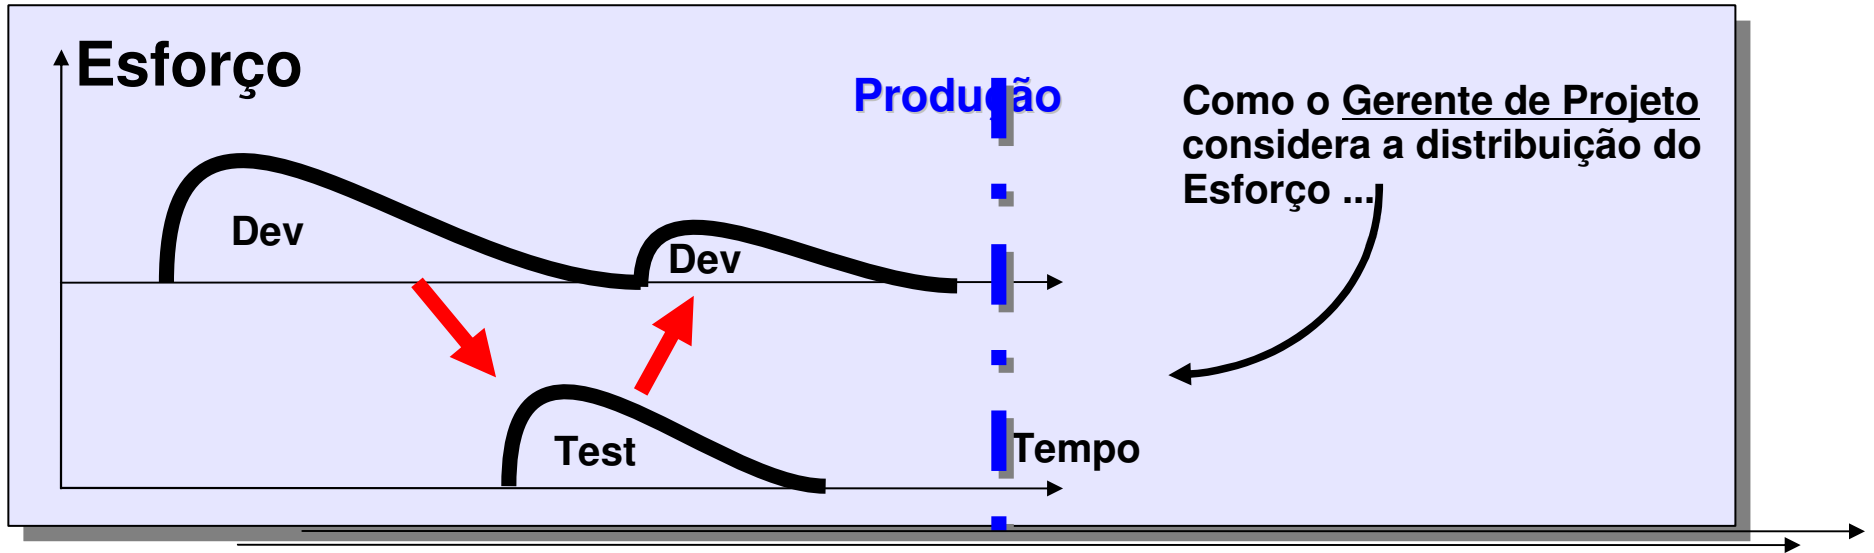 Esforço
Produção
Como o Gerente de Projeto
considera a distribuição do
Esforço ...
Dev
Dev
Test
Tempo